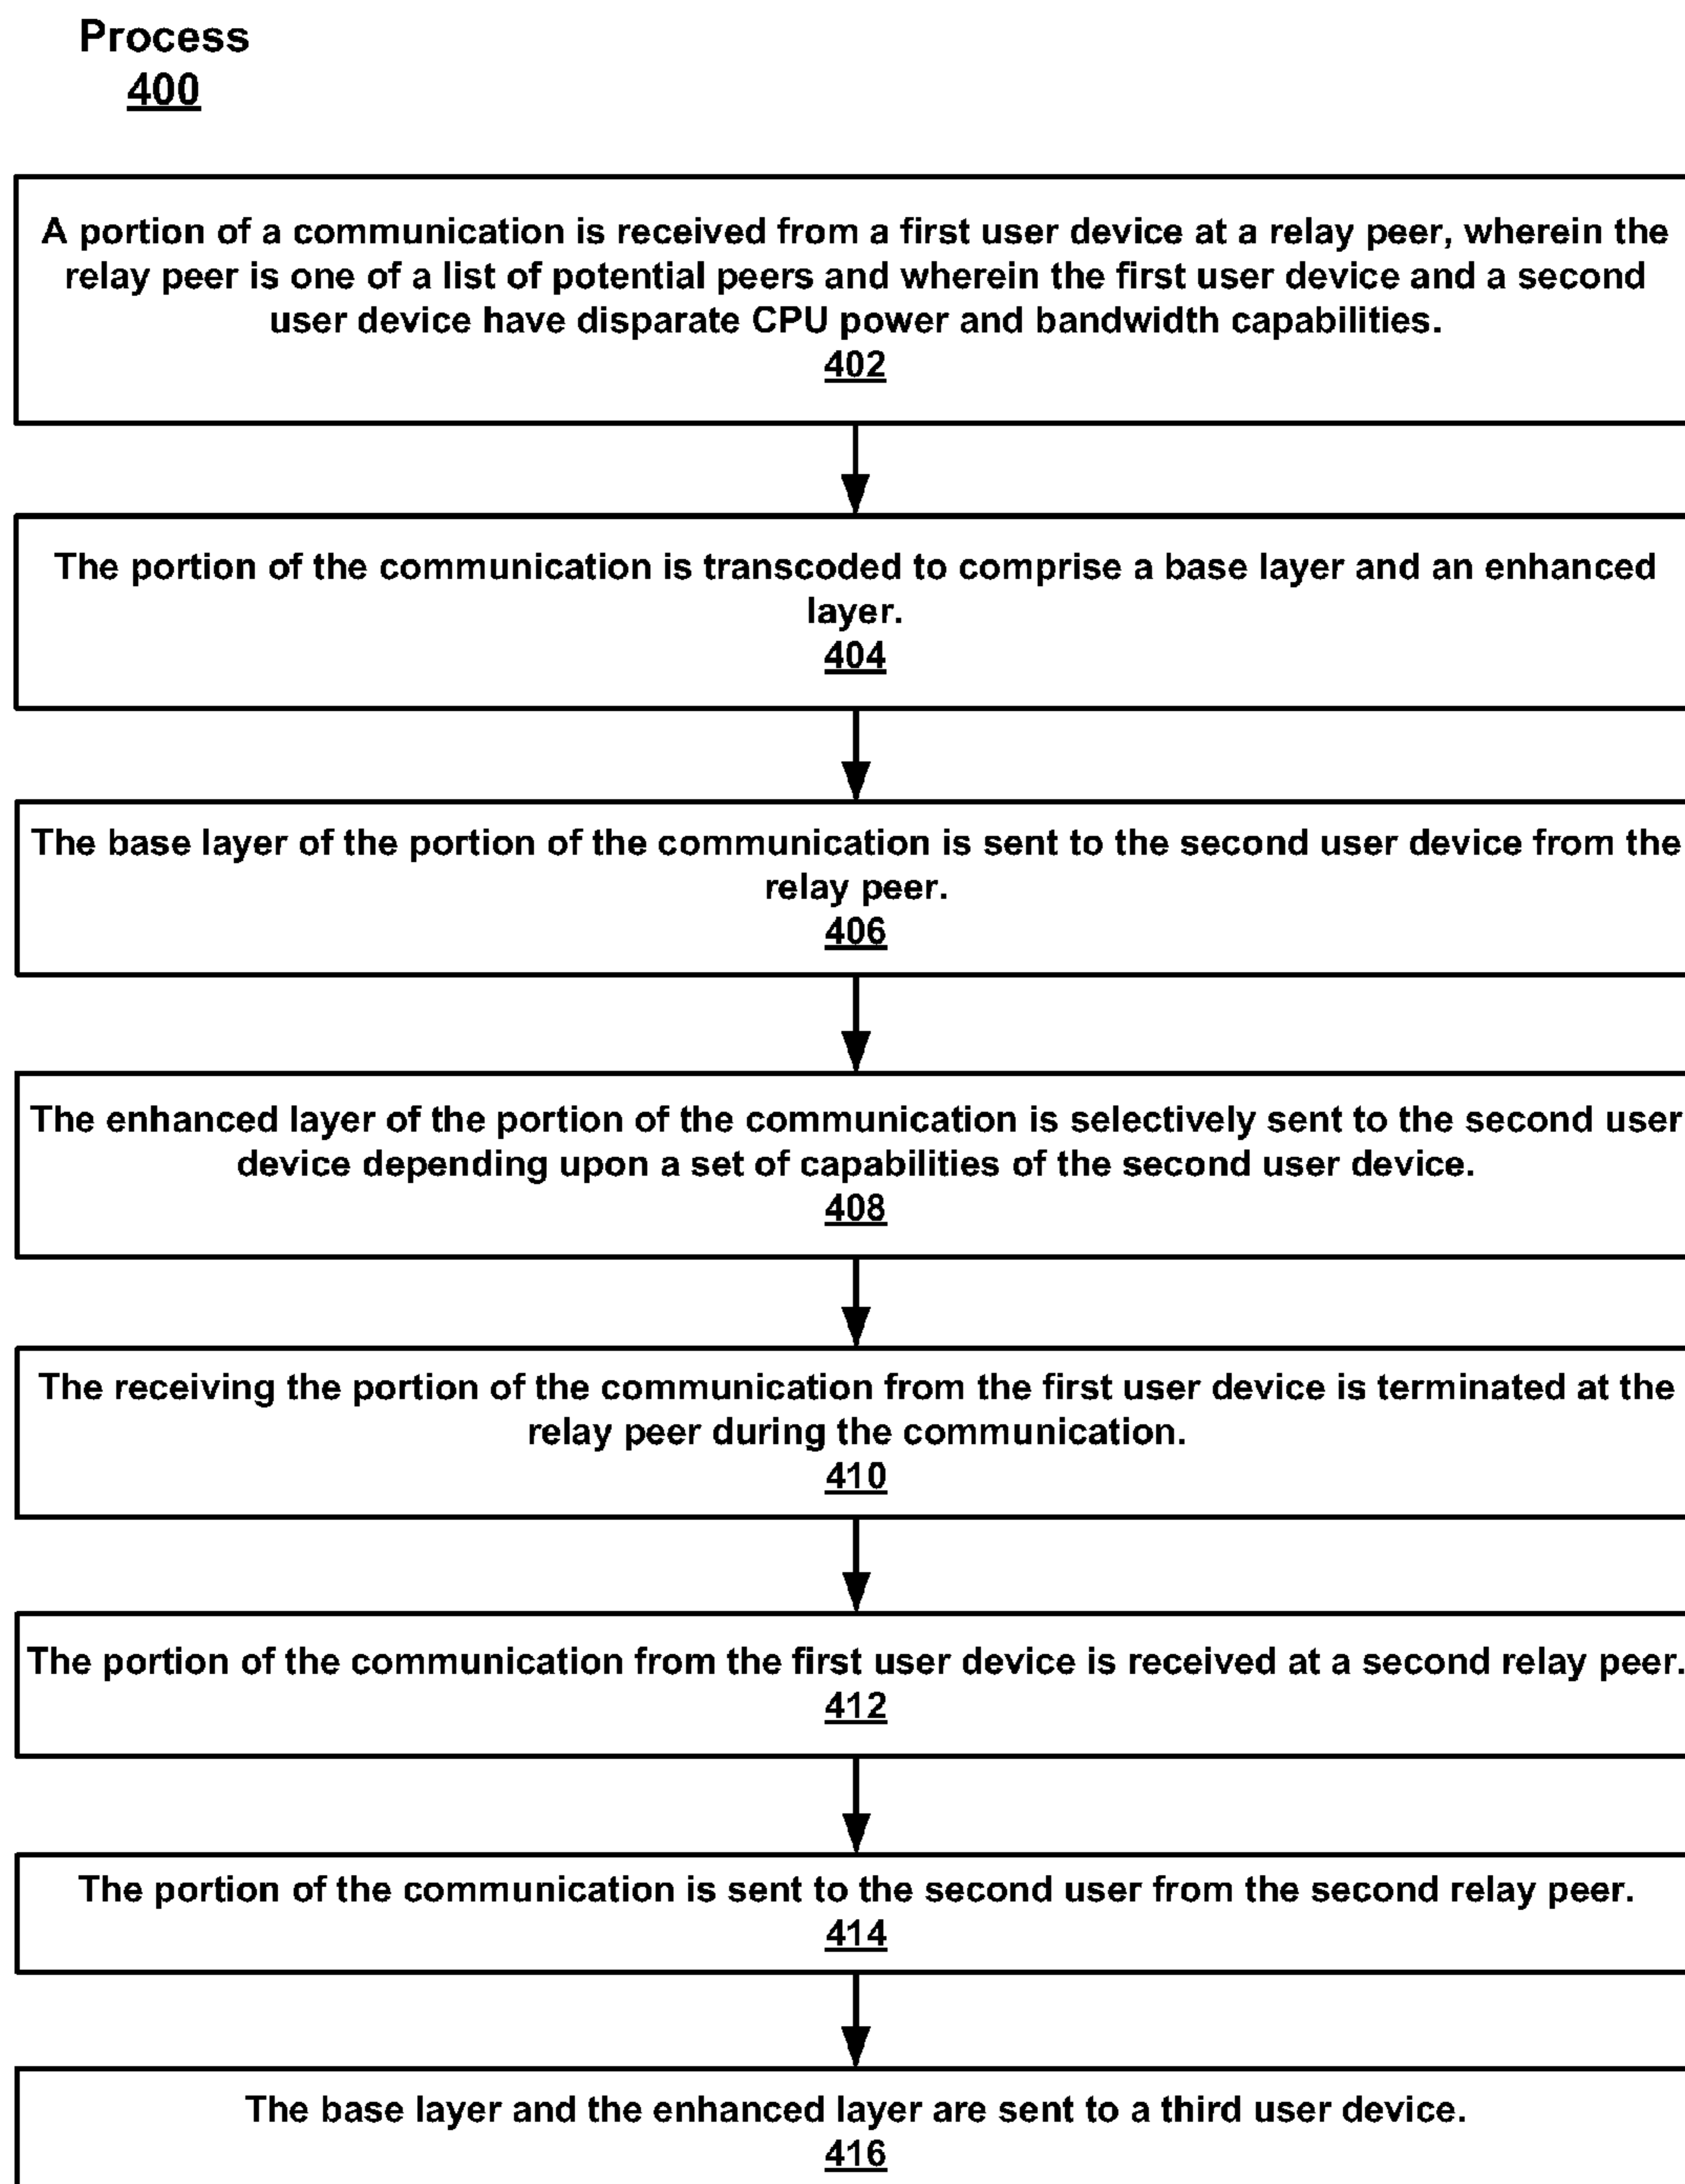 Process
400
A portion of a communication is received from a first user device at a relay peer, wherein the
relay peer is one of a list of potential peers and wherein the first user device and a second
user device have disparate CPU power and bandwidth capabilities.
402
The portion of the communication is transcoded to comprise a base layer and an enhanced
layer.
404
The base layer of the portion of the communication is sent to the second user device from the
relay peer.
406
The enhanced layer of the portion of the communication is selectively sent to the second user
device depending upon a set of capabilities of the second user device.
408
The receiving the portion of the communication from the first user device is terminated at the
relay peer during the communication.
410
The portion of the communication from the first user device is received at a second relay peer.
412
The portion of the communication is sent to the second user from the second relay peer.
414
The base layer and the enhanced layer are sent to a third user device.
416